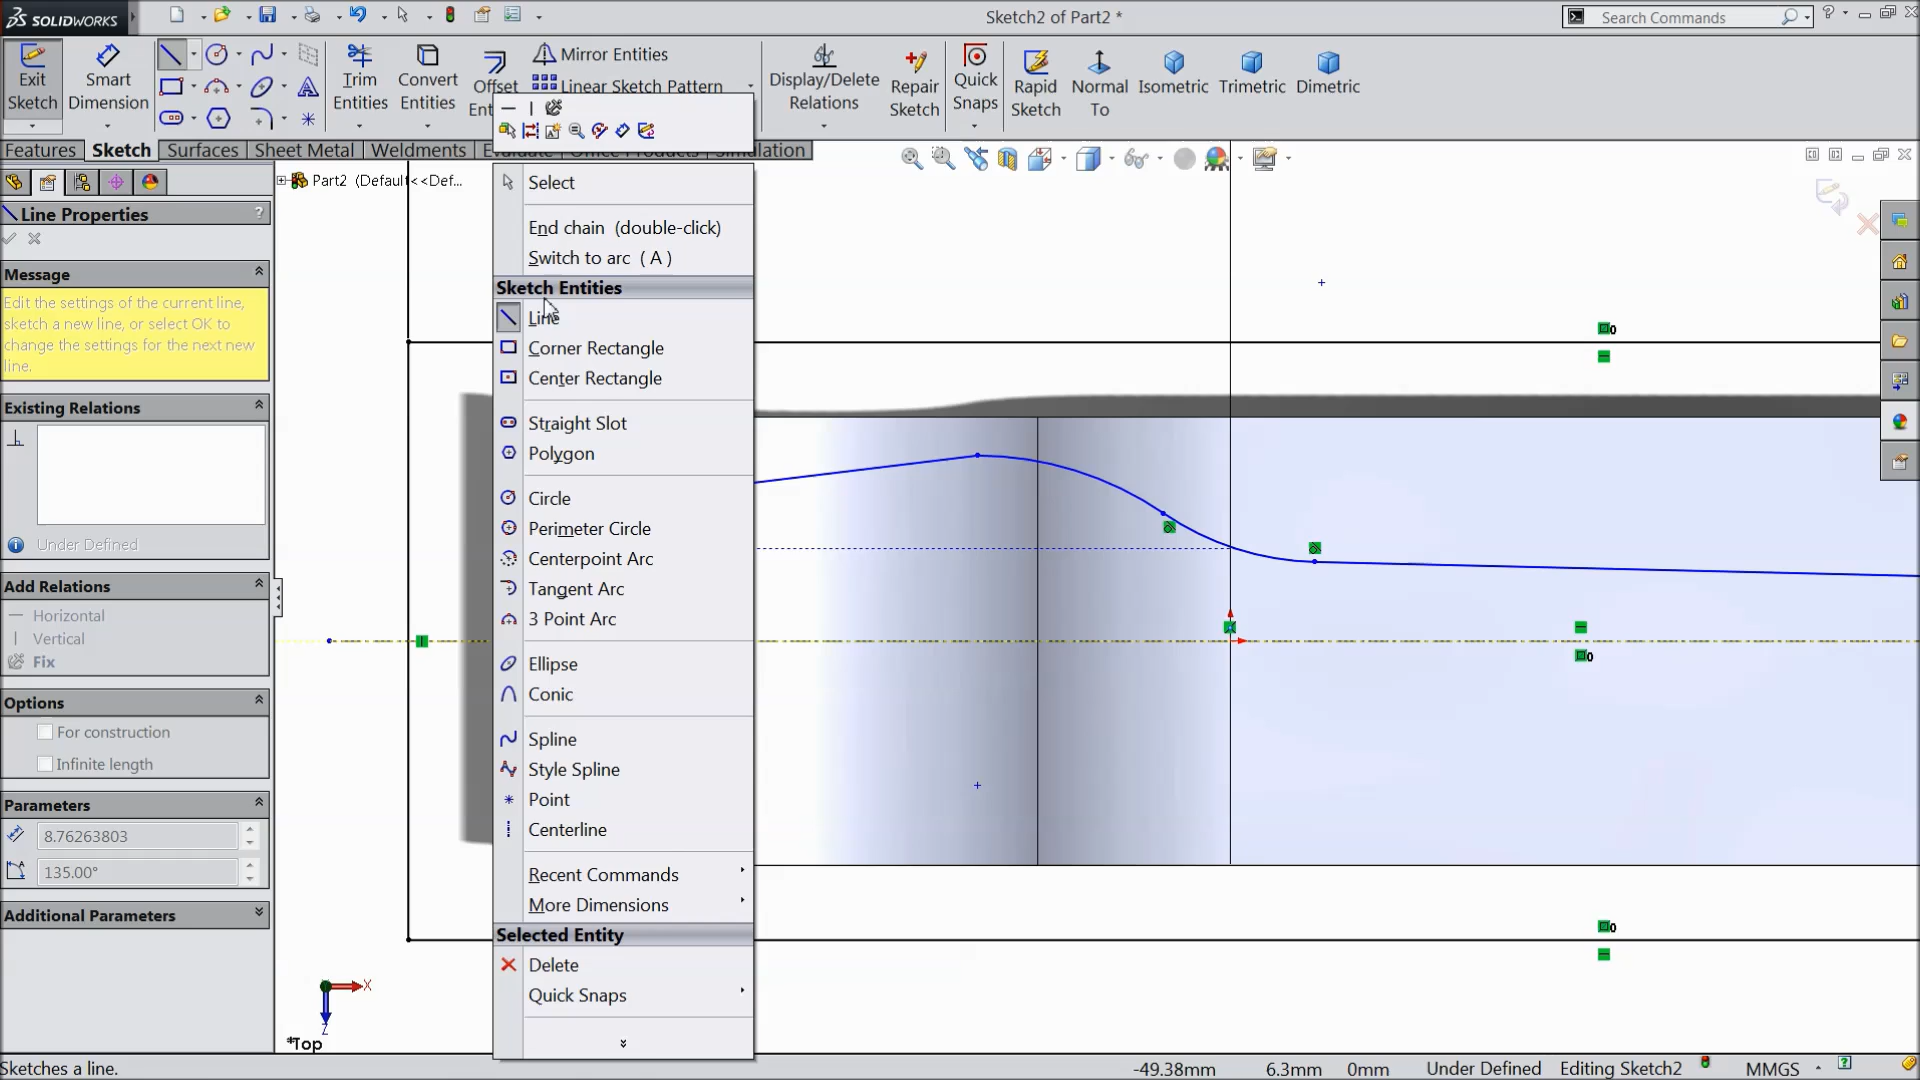 SOLIDWORKS
Sketch2 of Part2 *
Search Commands
Exit Sketch
Smart Dimension
Trim Entities
Convert Entities
Offset
Mirror Entities
Linear Sketch Pattern
Display/Delete Relations
Repair Sketch
Quick Snaps
Rapid Sketch
Normal To
Isometric
Trimetric
Dimetric
Features
Sketch
Surfaces
Sheet Metal
Weldments
Evaluate
Office Products
Simulation
Part2 (Default<<Def...
Line Properties
?
Message
Edit the settings of the current line,
sketch a new line, or select OK to
change the settings for the next new
line.
Existing Relations
Under Defined
Add Relations
Horizontal
Vertical
Fix
Options
For construction
Infinite length
Parameters
8.76263803
135.00°
Additional Parameters
Select
End chain (double-click)
Switch to arc ( A )
Sketch Entities
Line
Corner Rectangle
Center Rectangle
Straight Slot
Polygon
Circle
Perimeter Circle
Centerpoint Arc
Tangent Arc
3 Point Arc
Ellipse
Conic
Spline
Style Spline
Point
Centerline
Recent Commands
More Dimensions
Selected Entity
Delete
Quick Snaps
0
0
0
X
Z
*Top
Sketches a line.
-49.38mm
6.3mm
0mm
Under Defined
Editing Sketch2
MMGS